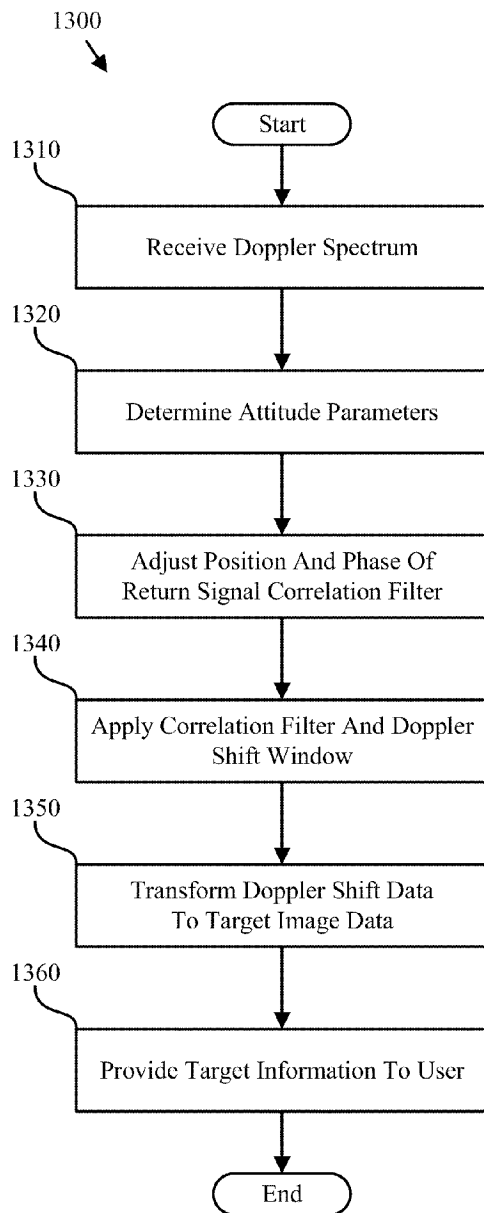 1300
Start
1310
Receive Doppler Spectrum
1320
Determine Attitude Parameters
1330
Adjust Position And Phase Of
Return Signal Correlation Filter
1340
Apply Correlation Filter And Doppler
Shift Window
1350
Transform Doppler Shift Data
To Target Image Data
1360
Provide Target Information To User
End